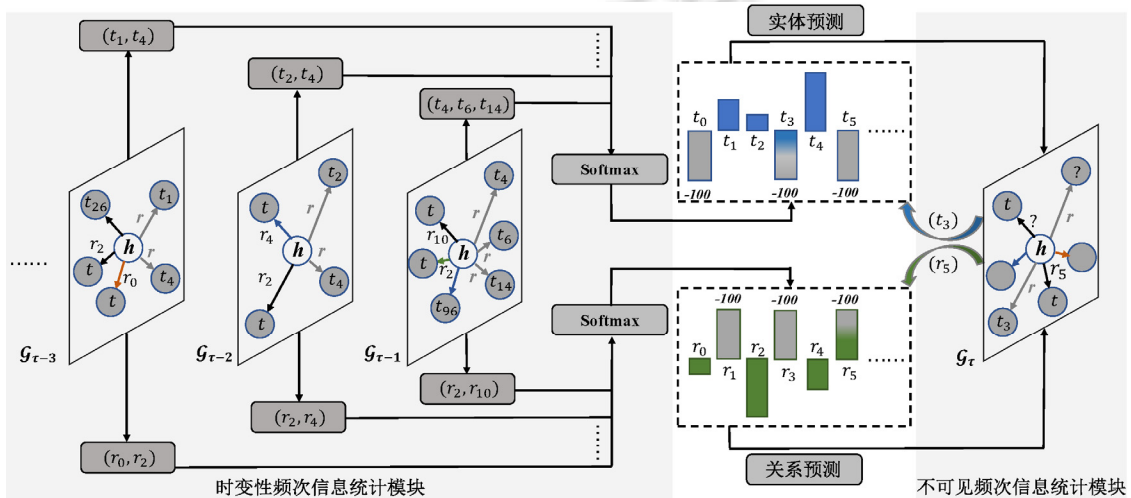 (t₁, t₄)
(t₂, t₄)
(t₄, t₆, t₁₄)
实体预测
t₀
t₁
t₂
t₃
t₄
t₅
......
-100
-100
-100
Softmax
......
......
t₂₆
t₁
r
r₂
h
r
t
r₀
t₄
t
𝒢τ−3
t₂
t
r₄
r
h
r
r₂
t₄
t
𝒢τ−2
t₄
t
r
r₁₀
h
r
t₆
t
r₂
r
t₁₄
t₉₆
𝒢τ−1
(t₃)
(r₅)
?
t
?
r
h
r
r₅
t₃
t
𝒢τ
Softmax
-100
-100
-100
r₀
r₁
r₂
r₃
r₄
r₅
......
(r₂, r₁₀)
(r₂, r₄)
(r₀, r₂)
......
关系预测
时变性频次信息统计模块
不可见频次信息统计模块